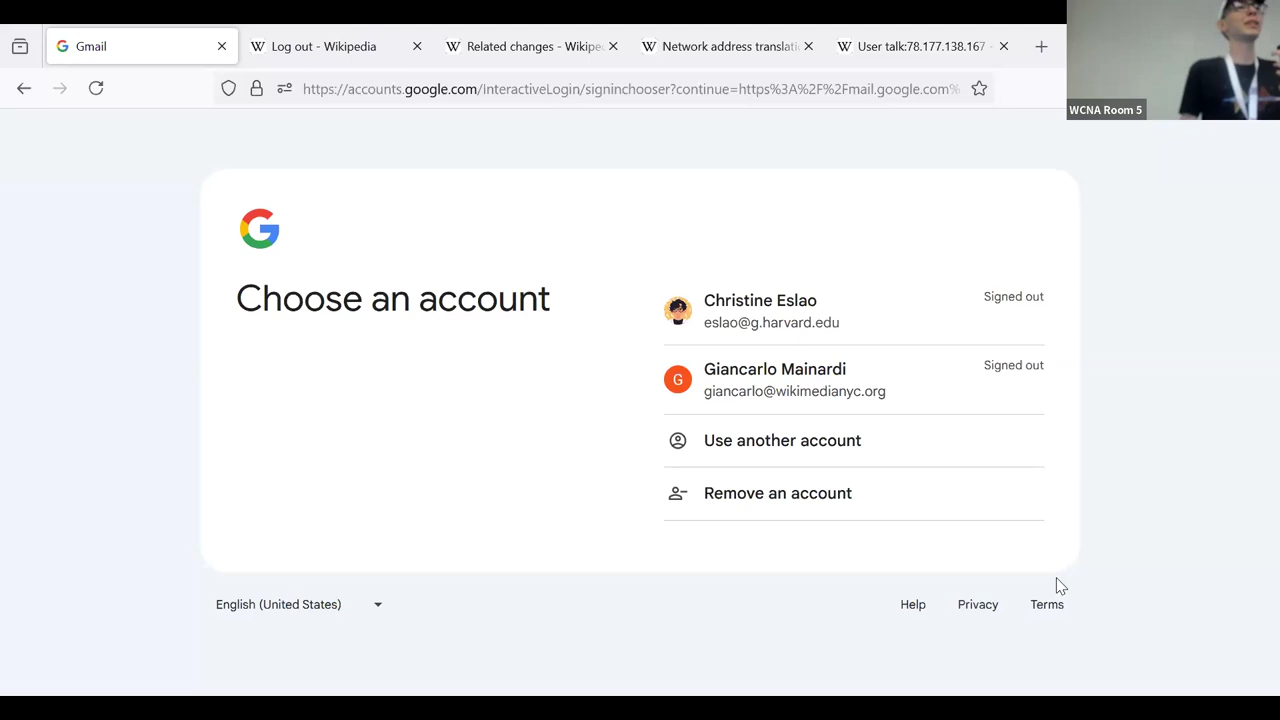 Gmail
Log out - Wikipedia
Related changes - Wikipe
Network address translati
User talk:78.177.138.167 -
https://accounts.google.com/InteractiveLogin/signinchooser?continue=https%3A%2F%2Fmail.google.com%
WCNA Room 5
G
Choose an account
Christine Eslao
Signed out
eslao@g.harvard.edu
G
Giancarlo Mainardi
Signed out
giancarlo@wikimedianyc.org
Use another account
Remove an account
English (United States)
Help
Privacy
Terms